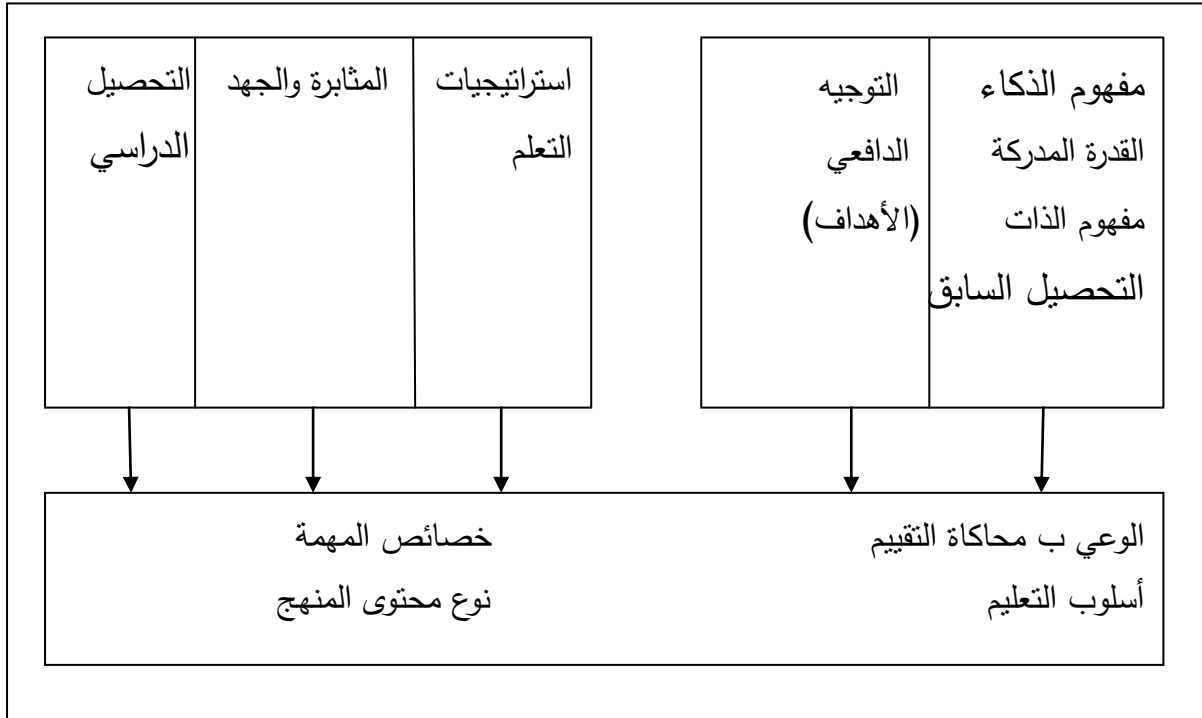 مفهوم الذكاء
القدرة المدركة
مفهوم الذات
التحصيل السابق
التوجيه
الدافعي
(الأهداف)
استراتيجيات
التعلم
المثابرة والجهد
التحصيل
الدراسي
الوعي ب محاكاة التقييم
أسلوب التعليم
خصائص المهمة
نوع محتوى المنهج